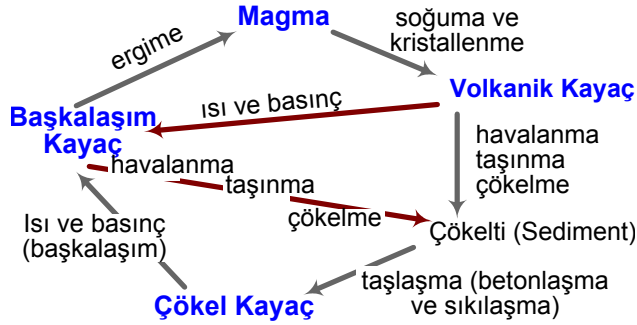 Magma
soğuma ve
kristallenme
ergime
Volkanik Kayaç
ısı ve basınç
Başkalaşım
Kayaç
havalanma
taşınma
çökelme
havalanma
taşınma
çökelme
Çökelti (Sediment)
Isı ve basınç
(başkalaşım)
taşlaşma (betonlaşma
ve sıkılaşma)
Çökel Kayaç